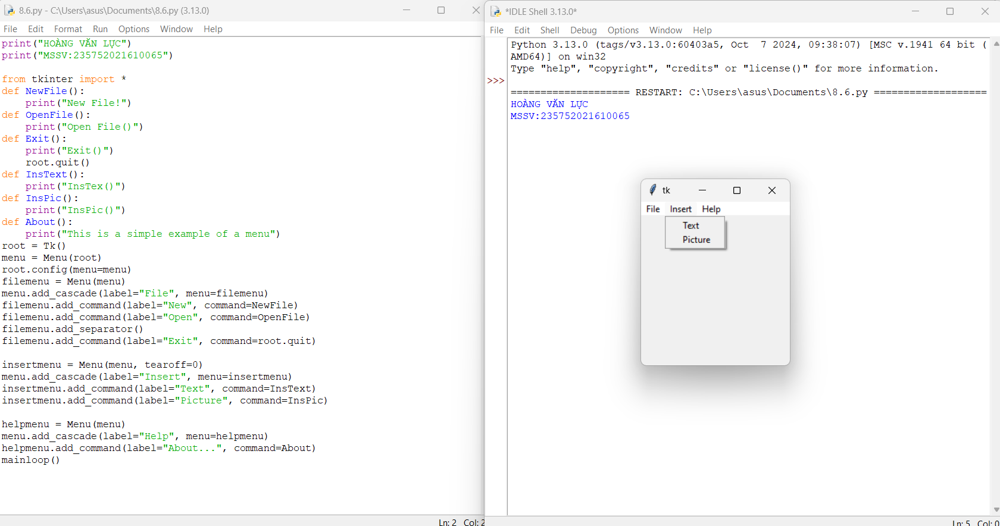 8.6.py - C:\Users\asus\Documents\8.6.py (3.13.0)
File Edit Format Run Options Window Help
print("HOÀNG VĂN LỰC")
print("MSSV:235752021610065")
from tkinter import *
def NewFile():
    print("New File!")
def OpenFile():
    print("Open File()")
def Exit():
    print("Exit()")
    root.quit()
def InsText():
    print("InsTex()")
def InsPic():
    print("InsPic()")
def About():
    print("This is a simple example of a menu")
root = Tk()
menu = Menu(root)
root.config(menu=menu)
filemenu = Menu(menu)
menu.add_cascade(label="File", menu=filemenu)
filemenu.add_command(label="New", command=NewFile)
filemenu.add_command(label="Open", command=OpenFile)
filemenu.add_separator()
filemenu.add_command(label="Exit", command=root.quit)
insertmenu = Menu(menu, tearoff=0)
menu.add_cascade(label="Insert", menu=insertmenu)
insertmenu.add_command(label="Text", command=InsText)
insertmenu.add_command(label="Picture", command=InsPic)
helpmenu = Menu(menu)
menu.add_cascade(label="Help", menu=helpmenu)
helpmenu.add_command(label="About...", command=About)
mainloop()
Ln: 2 Col: 2
*IDLE Shell 3.13.0*
File Edit Shell Debug Options Window Help
Python 3.13.0 (tags/v3.13.0:60403a5, Oct  7 2024, 09:38:07) [MSC v.1941 64 bit (
AMD64)] on win32
Type "help", "copyright", "credits" or "license()" for more information.
>>>
==================== RESTART: C:\Users\asus\Documents\8.6.py ===================
HOÀNG VĂN LỰC
MSSV:235752021610065
tk
File Insert Help
Text
Picture
Ln: 5 Col: 0